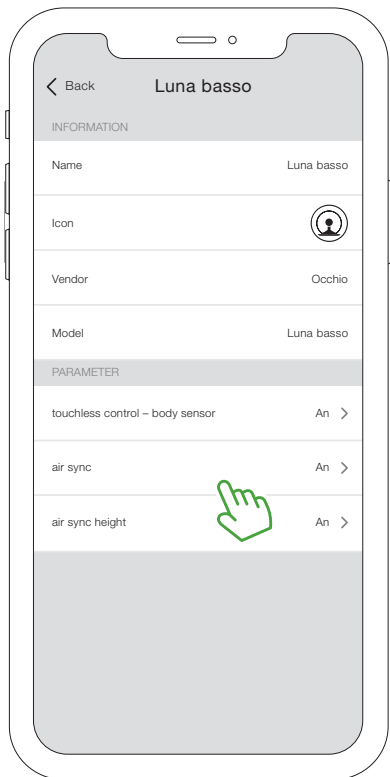 Back Luna basso
INFORMATION
Name Luna basso
Icon
Vendor Occhio
Model Luna basso
PARAMETER
touchless control – body sensor An
air sync An
air sync height An